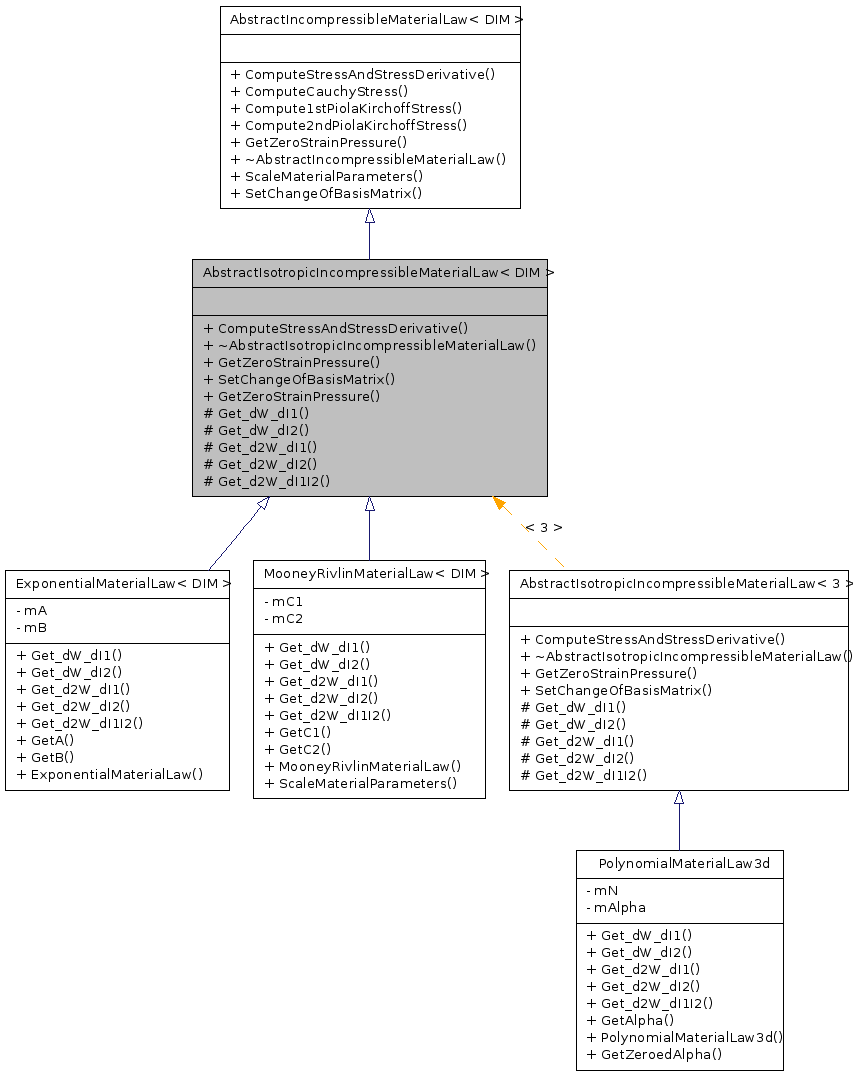 AbstractIncompressibleMaterialLaw< DIM >
+ ComputeStressAndStressDerivative()
+ ComputeCauchyStress()
+ Compute1stPiolaKirchoffStress()
+ Compute2ndPiolaKirchoffStress()
+ GetZeroStrainPressure()
+ ~AbstractIncompressibleMaterialLaw()
+ ScaleMaterialParameters()
+ SetChangeOfBasisMatrix()
AbstractIsotropicIncompressibleMaterialLaw< DIM >
+ ComputeStressAndStressDerivative()
+ ~AbstractIsotropicIncompressibleMaterialLaw()
+ GetZeroStrainPressure()
+ SetChangeOfBasisMatrix()
+ GetZeroStrainPressure()
# Get_dW_dI1()
# Get_dW_dI2()
# Get_d2W_dI1()
# Get_d2W_dI2()
# Get_d2W_dI1I2()
< 3 >
ExponentialMaterialLaw< DIM >
- mA
- mB
+ Get_dW_dI1()
+ Get_dW_dI2()
+ Get_d2W_dI1()
+ Get_d2W_dI2()
+ Get_d2W_dI1I2()
+ GetA()
+ GetB()
+ ExponentialMaterialLaw()
MooneyRivlinMaterialLaw< DIM >
- mC1
- mC2
+ Get_dW_dI1()
+ Get_dW_dI2()
+ Get_d2W_dI1()
+ Get_d2W_dI2()
+ Get_d2W_dI1I2()
+ GetC1()
+ GetC2()
+ MooneyRivlinMaterialLaw()
+ ScaleMaterialParameters()
AbstractIsotropicIncompressibleMaterialLaw< 3 >
+ ComputeStressAndStressDerivative()
+ ~AbstractIsotropicIncompressibleMaterialLaw()
+ GetZeroStrainPressure()
+ SetChangeOfBasisMatrix()
# Get_dW_dI1()
# Get_dW_dI2()
# Get_d2W_dI1()
# Get_d2W_dI2()
# Get_d2W_dI1I2()
PolynomialMaterialLaw3d
- mN
- mAlpha
+ Get_dW_dI1()
+ Get_dW_dI2()
+ Get_d2W_dI1()
+ Get_d2W_dI2()
+ Get_d2W_dI1I2()
+ GetAlpha()
+ PolynomialMaterialLaw3d()
+ GetZeroedAlpha()